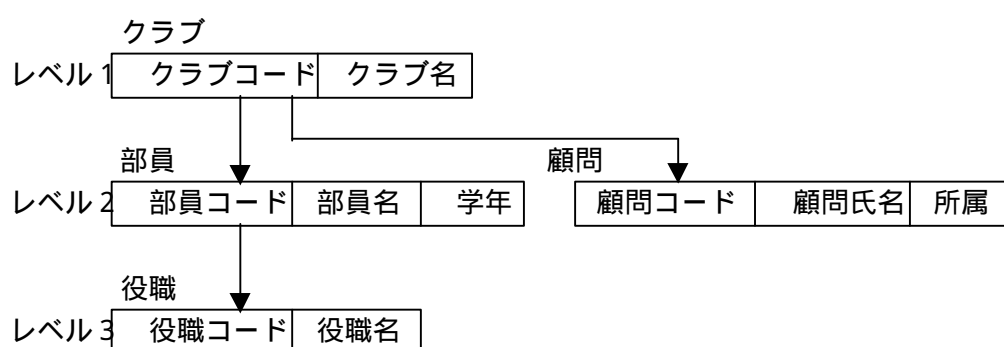 クラブ
レベル 1 クラブコード クラブ名
部員 顧問
レベル 2 部員コード 部員名 学年 顧問コード 顧問氏名 所属
役職
レベル 3 役職コード 役職名